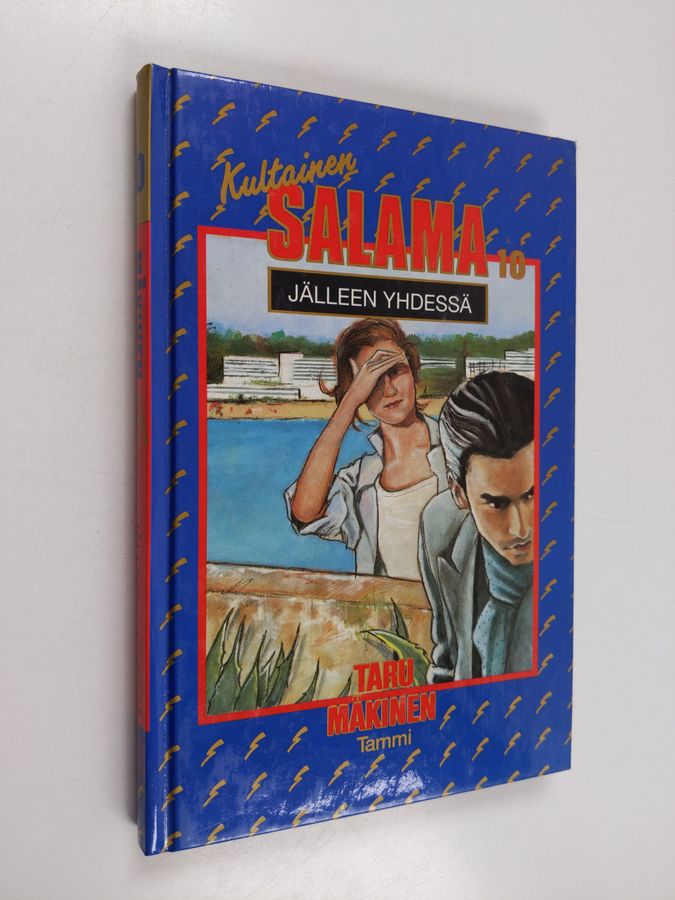 Kultainen
SALAMA 10
JÄLLEEN YHDESSÄ
TARU
MÄKINEN
Tammi